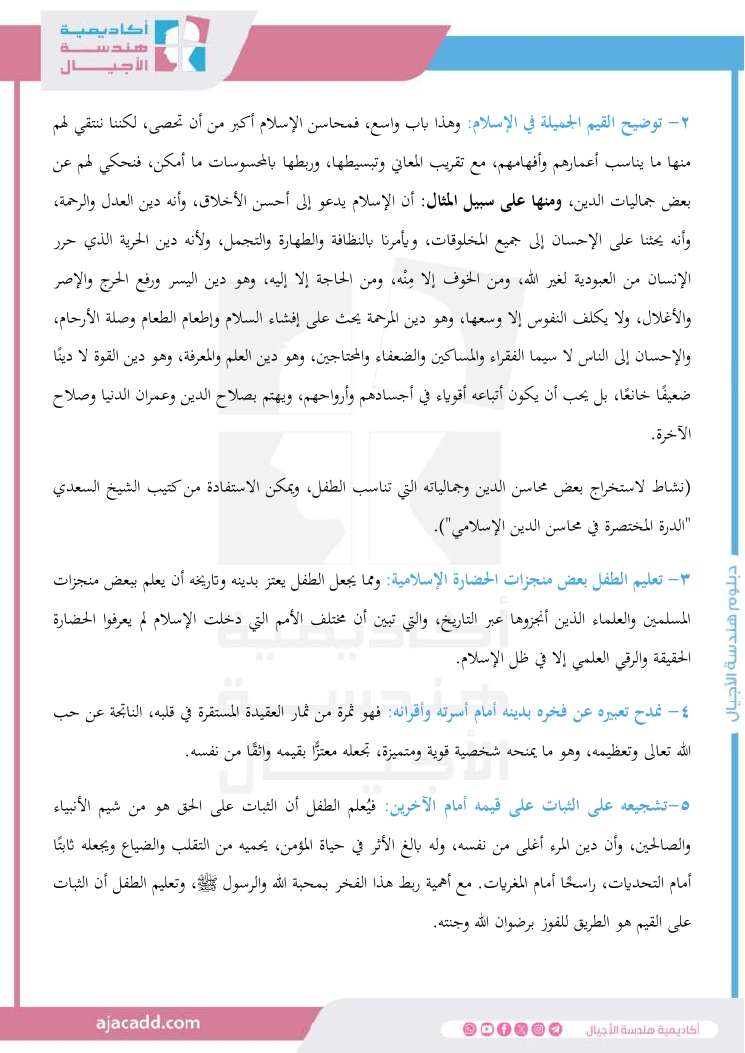 أكاديمية
هندسة
الأجيال
٢- توضيح القيم الجميلة في الإسلام: وهذا باب واسع، فمحاسن الإسلام أكبر من أن تحصى، لكننا ننتقي لهم
منها ما يناسب أعمارهم وأفهامهم، مع تقريب المعاني وتبسيطها، وربطها بالمحسوسات ما أمكن، فنحكي لهم عن
بعض جماليات الدين، ومنها على سبيل المثال: أن الإسلام يدعو إلى أحسن الأخلاق، وأنه دين العدل والرحمة،
وأنه يحثنا على الإحسان إلى جميع المخلوقات، ويأمرنا بالنظافة والطهارة والتجمل، ولأنه دين الحرية الذي حرر
الإنسان من العبودية لغير الله، ومن الخوف إلا مِنْه، ومن الحاجة إلا إليه، وهو دين اليسر ورفع الحرج والإصر
والأغلال، ولا يكلف النفوس إلا وسعها، وهو دين المرحمة يحث على إفشاء السلام وإطعام الطعام وصلة الأرحام،
والإحسان إلى الناس لا سيما الفقراء والمساكين والضعفاء والمحتاجين، وهو دين العلم والمعرفة، وهو دين القوة لا دينًا
ضعيفًا خانعًا، بل يحب أن يكون أتباعه أقوياء في أجسادهم وأرواحهم، ويهتم بصلاح الدين وعمران الدنيا وصلاح
الآخرة.
(نشاط لاستخراج بعض محاسن الدين وجمالياته التي تناسب الطفل، ويمكن الاستفادة من كتيب الشيخ السعدي
"الدرة المختصرة في محاسن الدين الإسلامي").
٣- تعليم الطفل بعض منجزات الحضارة الإسلامية: ومما يجعل الطفل يعتز بدينه وتاريخه أن يعلم ببعض منجزات
المسلمين والعلماء الذين أنجزوها عبر التاريخ، والتي تبين أن مختلف الأمم التي دخلت الإسلام لم يعرفوا الحضارة
الحقيقة والرقي العلمي إلا في ظل الإسلام.
٤- نمدح تعبيره عن فخره بدينه أمام أسرته وأقرانه: فهو ثمرة من ثمار العقيدة المستقرة في قلبه، الناتجة عن حب
الله تعالى وتعظيمه، وهو ما يمنحه شخصية قوية ومتميزة، تجعله معتزًّا بقيمه واثقًا من نفسه.
٥-تشجيعه على الثبات على قيمه أمام الآخرين: فيُعلم الطفل أن الثبات على الحق هو من شيم الأنبياء
والصالحين، وأن دين المرء أغلى من نفسه، وله بالغ الأثر في حياة المؤمن، يحميه من التقلب والضياع ويجعله ثابتًا
أمام التحديات، راسخًا أمام المغريات. مع أهمية ربط هذا الفخر بمحبة الله والرسول ﷺ، وتعليم الطفل أن الثبات
على القيم هو الطريق للفوز برضوان الله وجنته.
دبلوم هندسة الأجيال
أكاديمية
هندسة
الأجيال
ajacadd.com
أكاديمية هندسة الأجيال